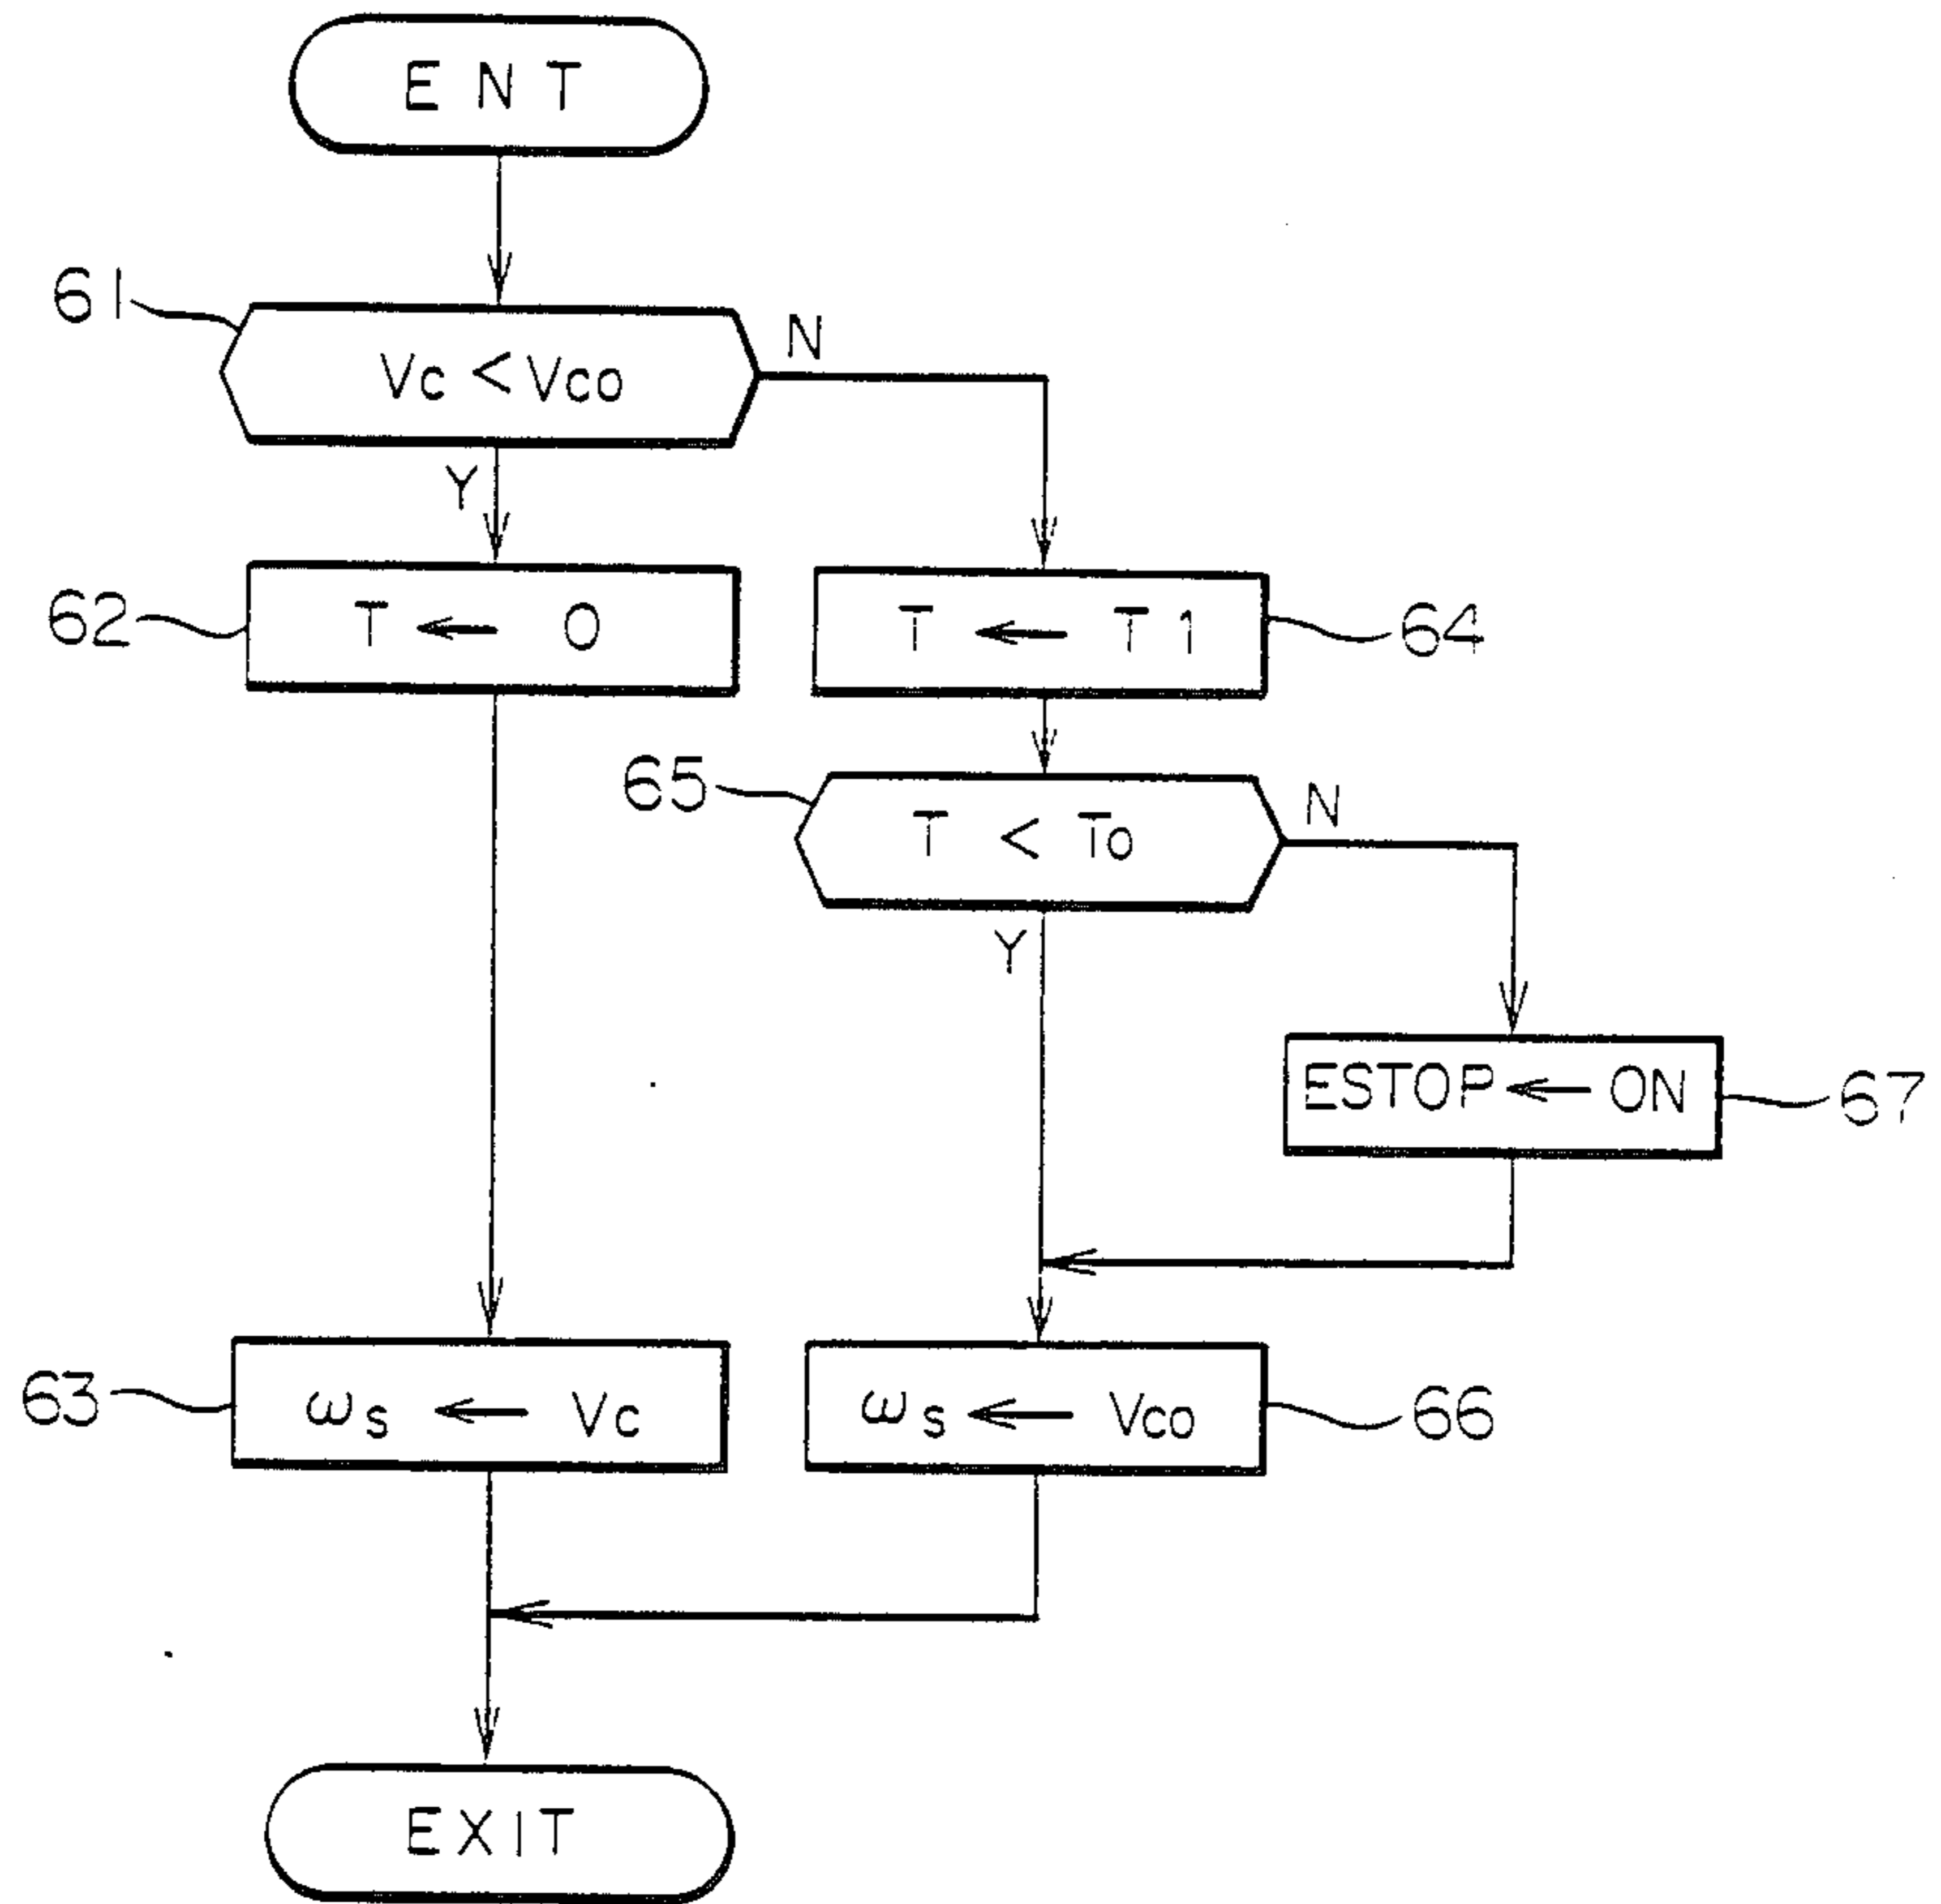 ENT
61
Vc < Vco
N
Y
62
T ← 0
T ← T1
64
65
T < To
N
Y
ESTOP ← ON
67
63
ωs ← Vc
ωs ← Vco
66
EXIT